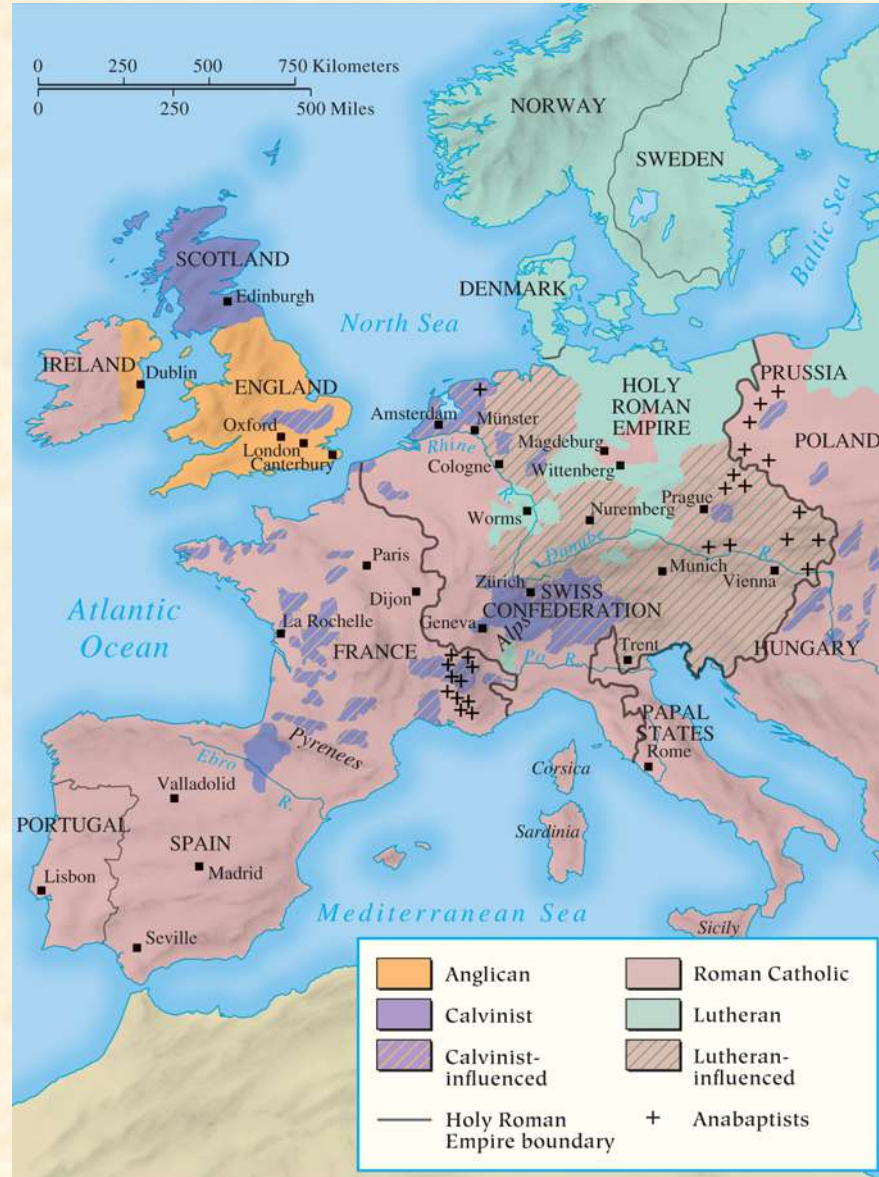 0 250 500 750 Kilometers
0 250 500 Miles
NORWAY
SWEDEN
Baltic Sea
SCOTLAND
Edinburgh
DENMARK
North Sea
IRELAND
Dublin
ENGLAND
Oxford
London
Canterbury
Amsterdam
Münster
Rhine
Cologne
HOLY
ROMAN
EMPIRE
Magdeburg
Wittenberg
PRUSSIA
POLAND
Prague
Worms
Nuremberg
Danube
R.
Paris
Munich
Vienna
Dijon
Zürich
SWISS
CONFEDERATION
Geneva
Alps
Atlantic
Ocean
La Rochelle
FRANCE
Trent
HUNGARY
Po R.
Pyrenees
PAPAL
STATES
Rome
Ebro
R.
Corsica
Valladolid
PORTUGAL
SPAIN
Madrid
Sardinia
Lisbon
Mediterranean Sea
Seville
Sicily
Anglican
Roman Catholic
Calvinist
Lutheran
Calvinist-
influenced
Lutheran-
influenced
Holy Roman
Empire boundary
Anabaptists